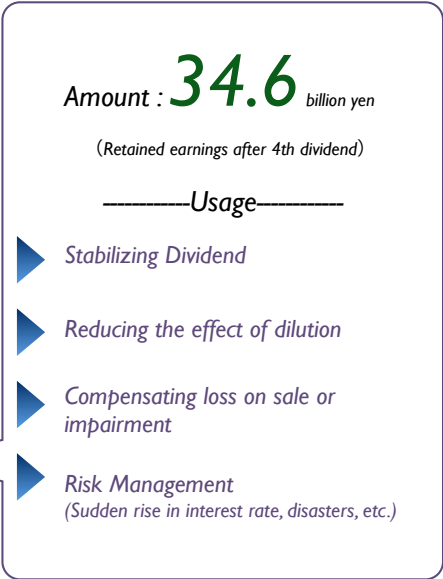 Amount : 34.6 billion yen
（Retained earnings after 4th dividend）
------------Usage------------
Stabilizing Dividend
Reducing the effect of dilution
Compensating loss on sale or
impairment
Risk Management
(Sudden rise in interest rate, disasters, etc.)